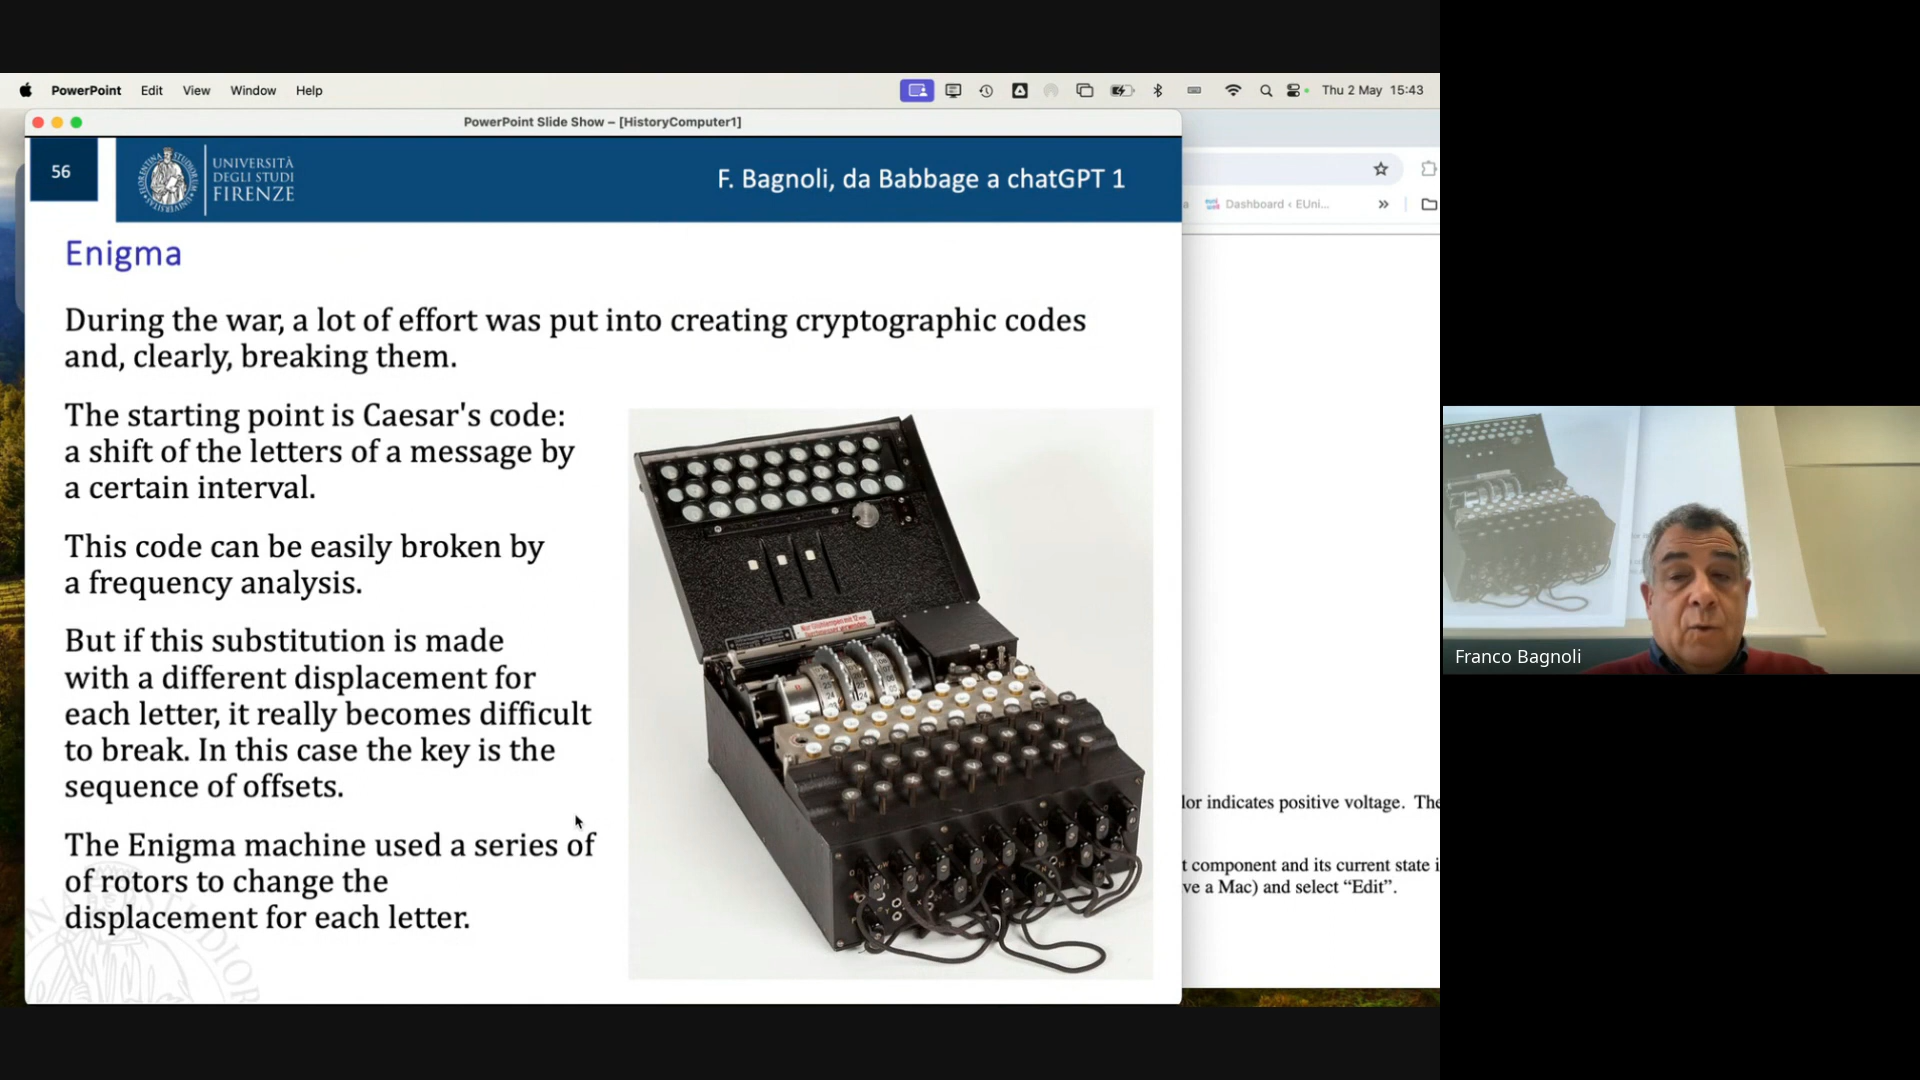 PowerPoint Edit View Window Help
Thu 2 May 15:43
PowerPoint Slide Show – [HistoryComputer1]
56
UNIVERSITÀ
DEGLI STUDI
FIRENZE
F. Bagnoli, da Babbage a chatGPT 1
Dashboard ‹ EUni...
Enigma
During the war, a lot of effort was put into creating cryptographic codes
and, clearly, breaking them.
The starting point is Caesar's code:
a shift of the letters of a message by
a certain interval.
This code can be easily broken by
a frequency analysis.
But if this substitution is made
with a different displacement for
each letter, it really becomes difficult
to break. In this case the key is the
sequence of offsets.
The Enigma machine used a series of
of rotors to change the
displacement for each letter.
lor indicates positive voltage. The
t component and its current state i
ve a Mac) and select “Edit”.
Franco Bagnoli